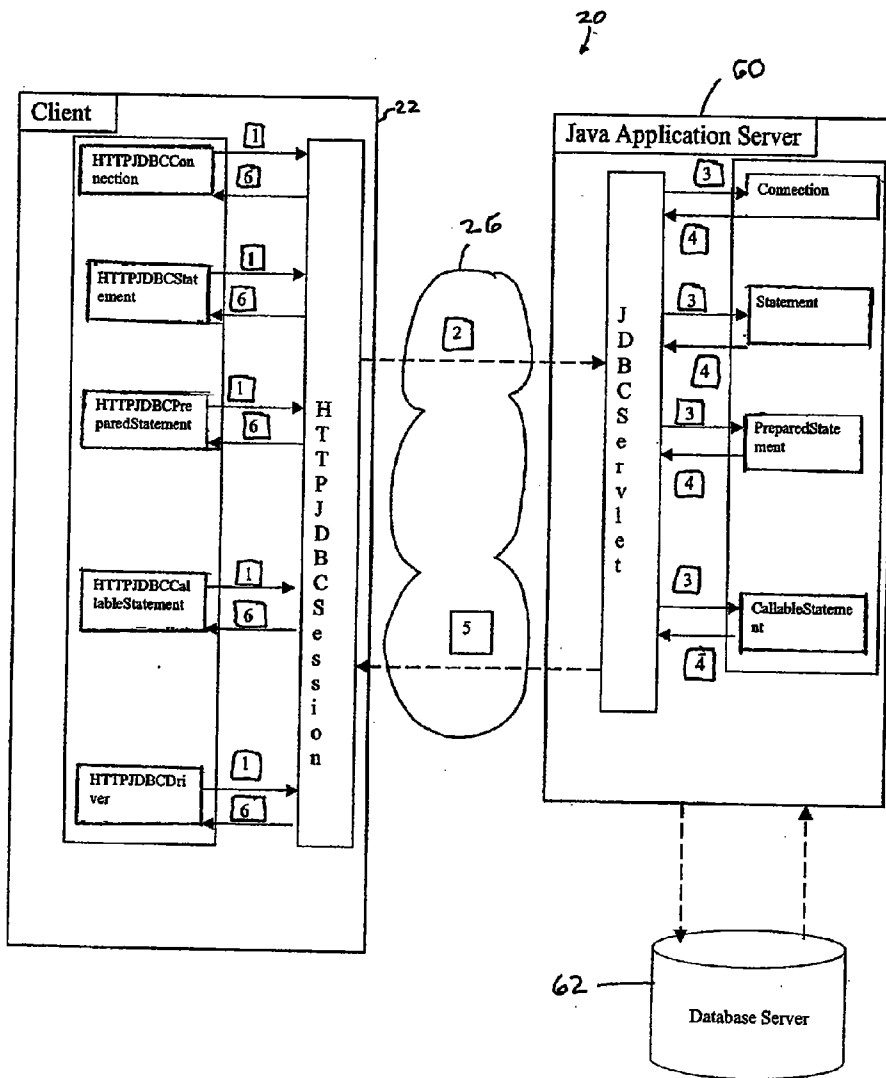 20
60
22
Client
Java Application Server
1
HTTPJDBCCon
nection
6
3
Connection
4
26
1
HTTPJDBCStat
ement
6
3
Statement
2
4
1
HTTPJDBCPre
paredStatement
6
3
PreparedState
ment
4
HTTPJDBCSession
JDBCServlet
1
HTTPJDBCCal
lableStatement
6
3
CallableStateme
nt
4
5
1
HTTPJDBCDri
ver
6
62
Database Server